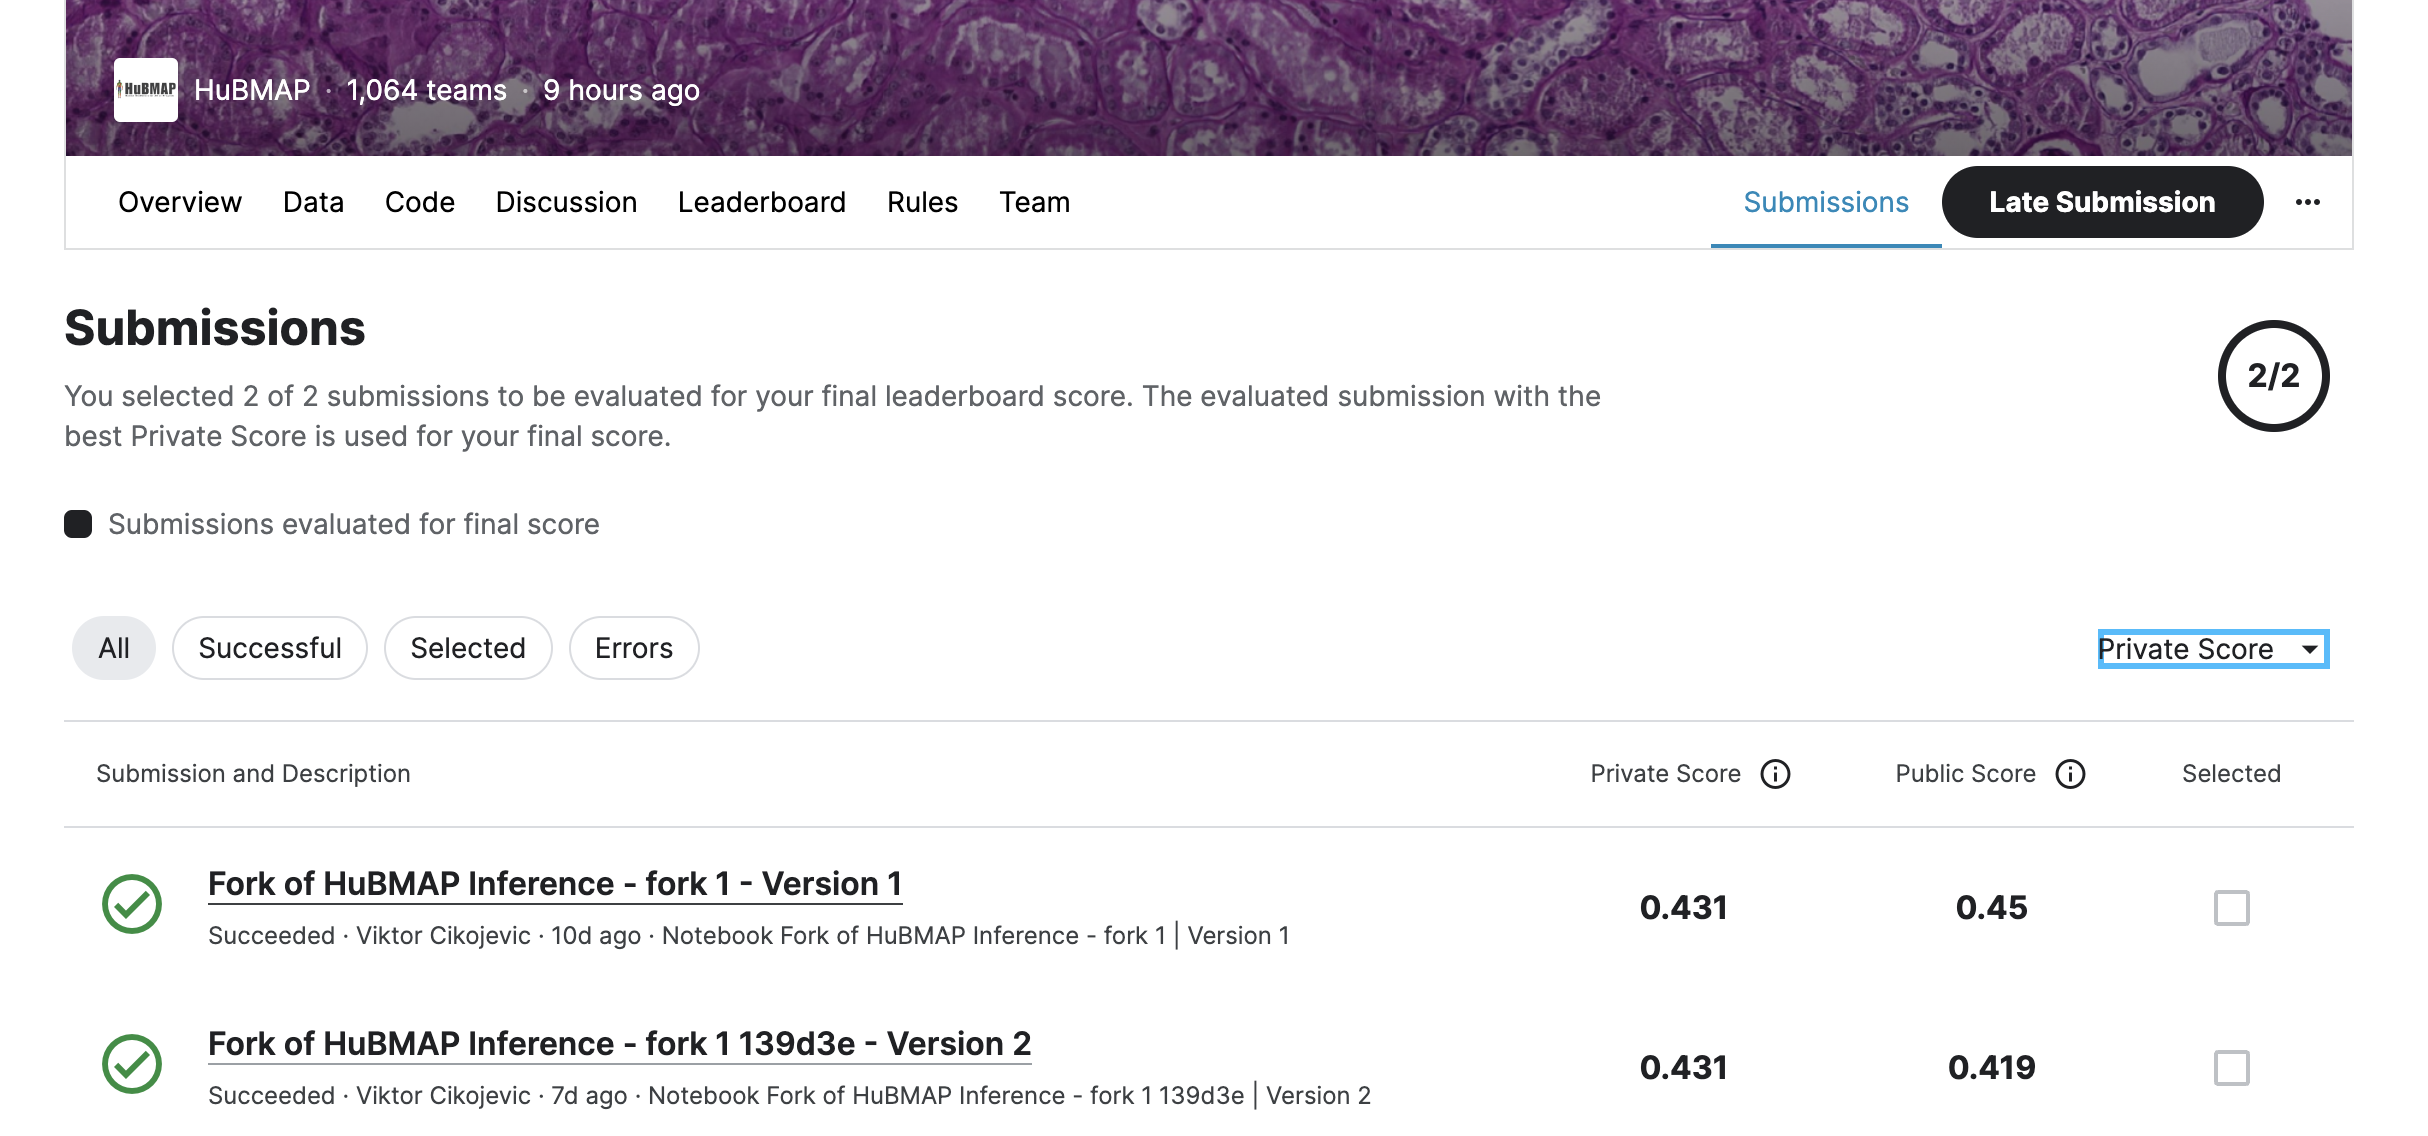 HuBMAP
HuBMAP · 1,064 teams · 9 hours ago
Overview Data Code Discussion Leaderboard Rules Team Submissions Late Submission ···
Submissions
You selected 2 of 2 submissions to be evaluated for your final leaderboard score. The evaluated submission with the
best Private Score is used for your final score.
2/2
Submissions evaluated for final score
All Successful Selected Errors Private Score
Submission and Description Private Score Public Score Selected
Fork of HuBMAP Inference - fork 1 - Version 1
Succeeded · Viktor Cikojevic · 10d ago · Notebook Fork of HuBMAP Inference - fork 1 | Version 1
0.431 0.45
Fork of HuBMAP Inference - fork 1 139d3e - Version 2
Succeeded · Viktor Cikojevic · 7d ago · Notebook Fork of HuBMAP Inference - fork 1 139d3e | Version 2
0.431 0.419